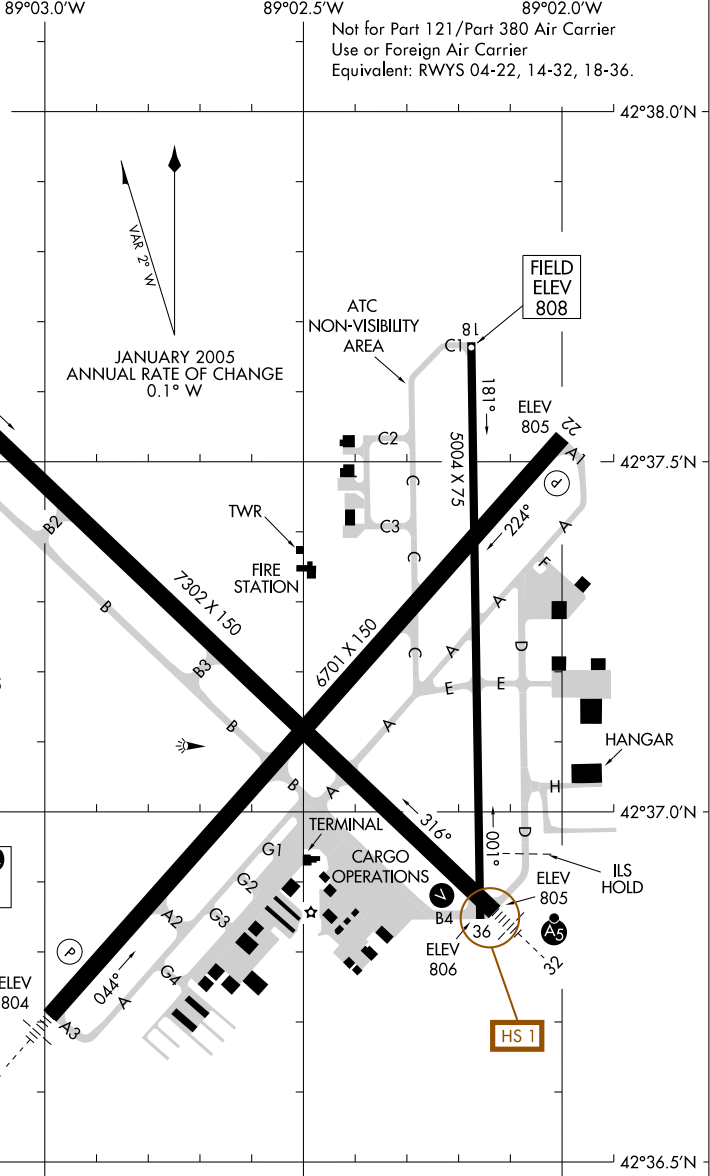 89°03.0'W
89°02.5'W
89°02.0'W
Not for Part 121/Part 380 Air Carrier
Use or Foreign Air Carrier
Equivalent: RWYS 04-22, 14-32, 18-36.
42°38.0'N
VAR 2° W
JANUARY 2005
ANNUAL RATE OF CHANGE
0.1° W
FIELD
ELEV
808
ATC
NON-VISIBILITY
AREA
C1
18
181°
5004 X 75
ELEV
805
22
A1
P
42°37.5'N
C2
C
C3
C
C
TWR
FIRE
STATION
224°
A
F
A
A
D
B2
B
7302 X 150
6701 X 150
B3
B
E
E
A
HANGAR
H
B
A
42°37.0'N
316°
001°
D
TERMINAL
G1
CARGO
OPERATIONS
G2
G3
A2
G4
ILS
HOLD
V
B4
ELEV
805
ELEV
806
36
A5
32
P
ELEV
804
044°
A
A3
HS 1
42°36.5'N